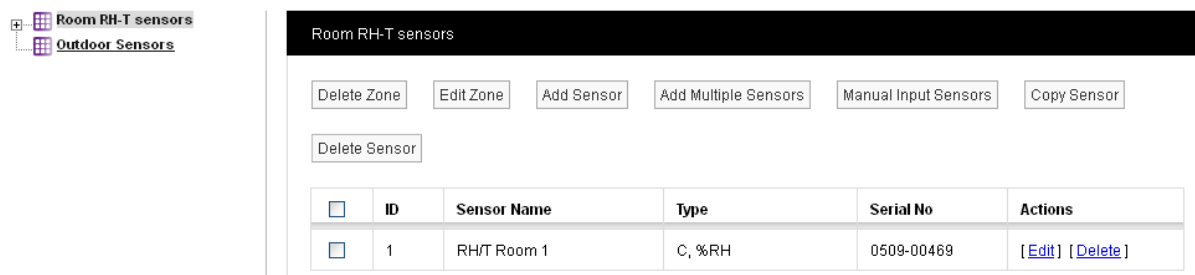 Room RH-T sensors
Outdoor Sensors
Room RH-T sensors
Delete Zone Edit Zone Add Sensor Add Multiple Sensors Manual Input Sensors Copy Sensor
Delete Sensor
ID Sensor Name Type Serial No Actions
1 RH/T Room 1 C, %RH 0509-00469 [Edit] [Delete]